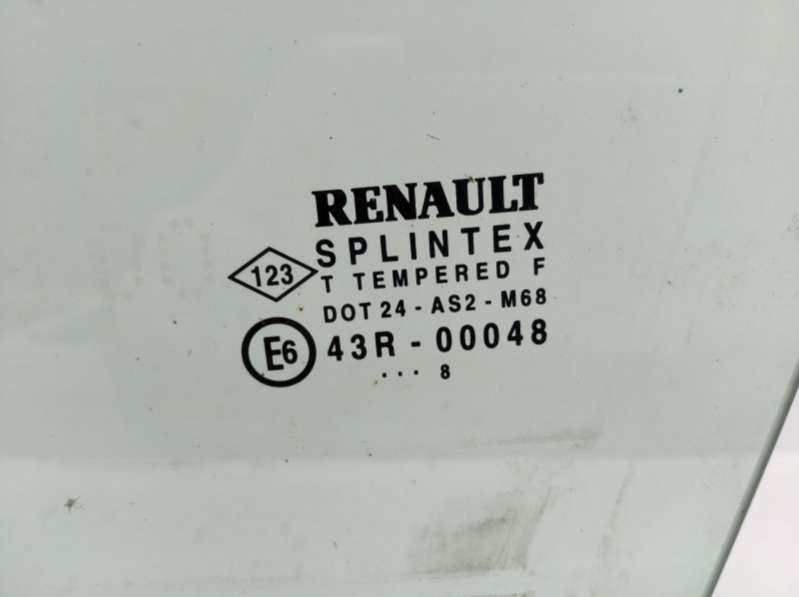 RENAULT
SPLINTEX
123
T TEMPERED F
DOT 24 - AS2 - M68
E6 43R - 00048
... 8